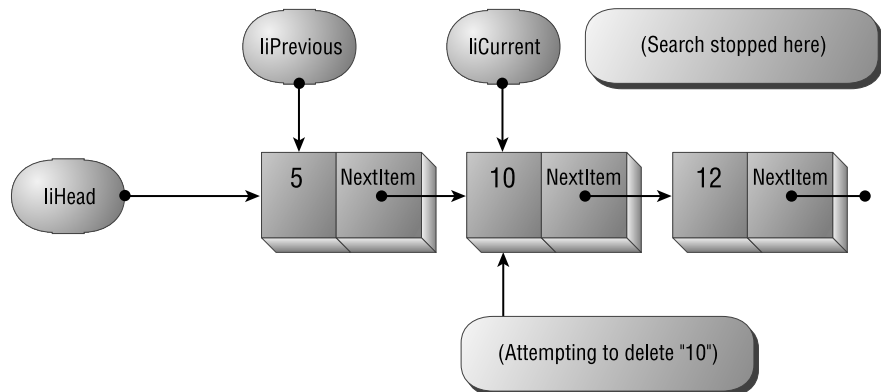 liPrevious
liCurrent
(Search stopped here)
liHead
5
NextItem
10
NextItem
12
NextItem
(Attempting to delete "10")